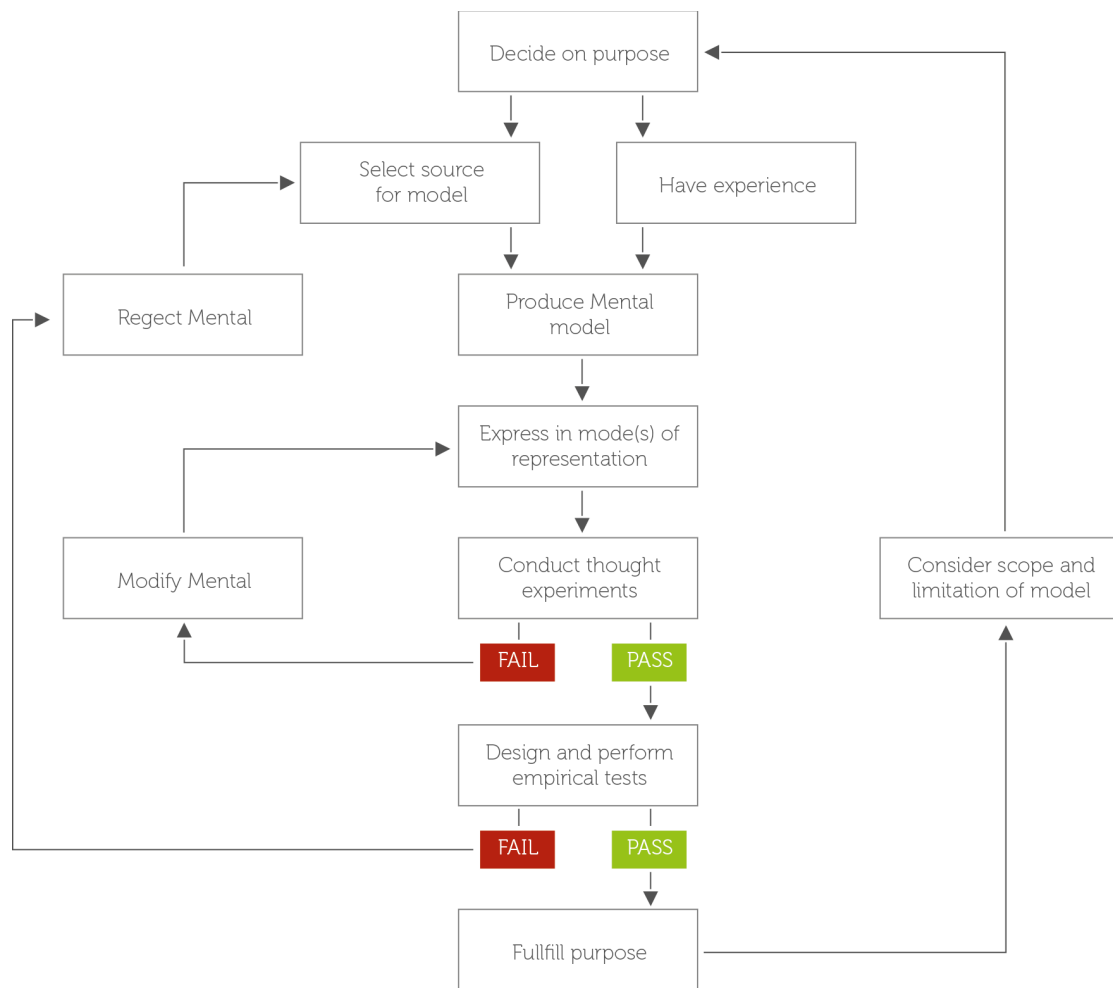 Decide on purpose
Select source
for model
Have experience
Regect Mental
Produce Mental
model
Express in mode(s) of
representation
Modify Mental
Conduct thought
experiments
Consider scope and
limitation of model
FAIL
PASS
Design and perform
empirical tests
FAIL
PASS
Fullfill purpose